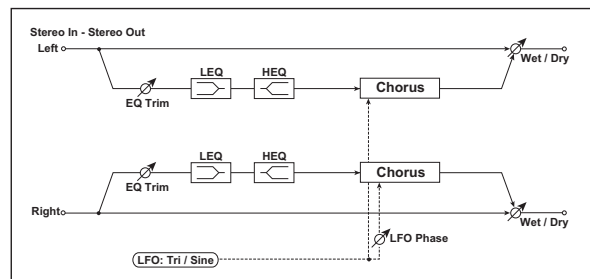 Stereo In - Stereo Out
Left
Wet / Dry
LEQ
HEQ
EQ Trim
Chorus
LEQ
HEQ
EQ Trim
Chorus
Right
Wet / Dry
LFO Phase
LFO: Tri / Sine